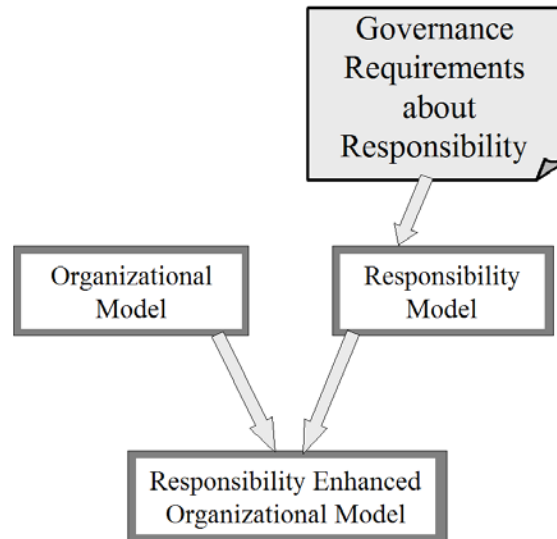 Governance
Requirements
about
Responsibility
Organizational
Model
Responsibility
Model
Responsibility Enhanced
Organizational Model